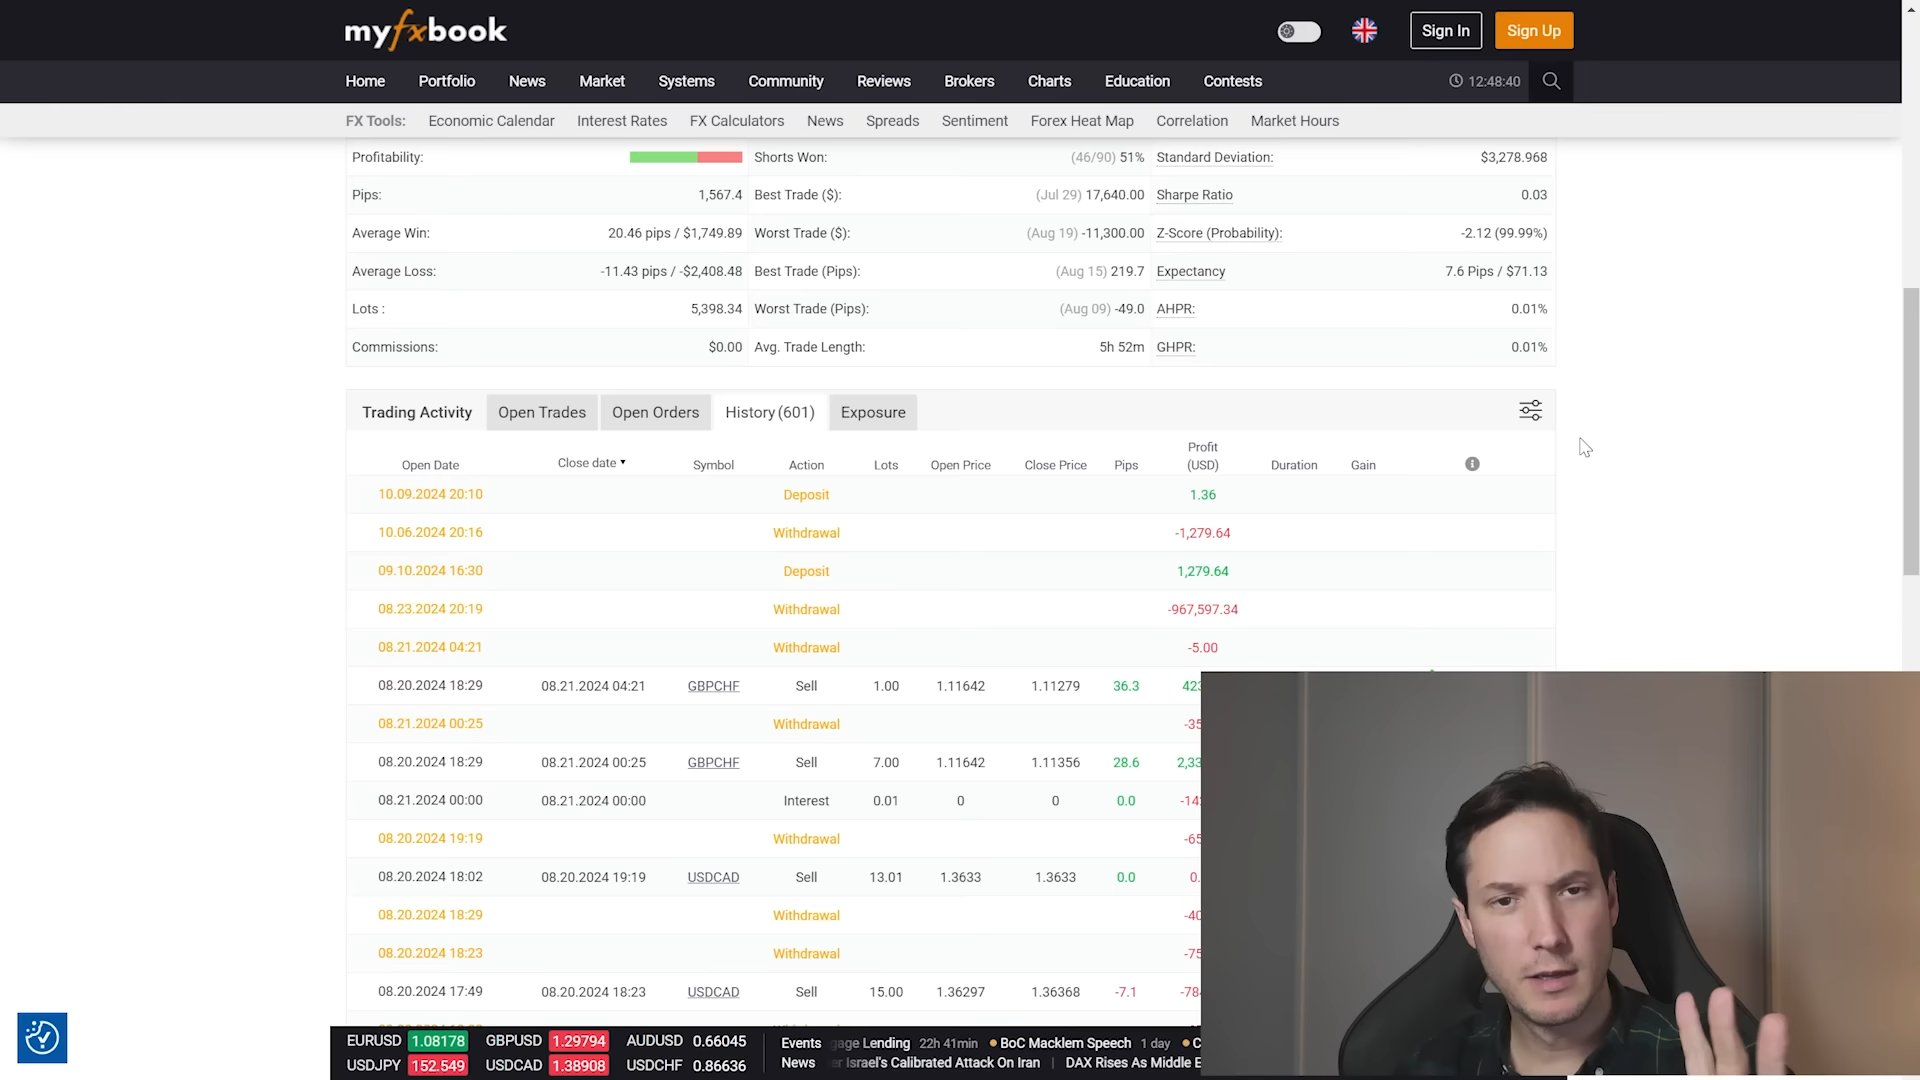 myfxbook
Sign In
Sign Up
Home Portfolio News Market Systems Community Reviews Brokers Charts Education Contests 12:48:40
FX Tools: Economic Calendar Interest Rates FX Calculators News Spreads Sentiment Forex Heat Map Correlation Market Hours
Profitability: Shorts Won: (46/90) 51% Standard Deviation: $3,278.968
Pips: 1,567.4 Best Trade ($): (Jul 29) 17,640.00 Sharpe Ratio 0.03
Average Win: 20.46 pips / $1,749.89 Worst Trade ($): (Aug 19) -11,300.00 Z-Score (Probability): -2.12 (99.99%)
Average Loss: -11.43 pips / -$2,408.48 Best Trade (Pips): (Aug 15) 219.7 Expectancy 7.6 Pips / $71.13
Lots : 5,398.34 Worst Trade (Pips): (Aug 09) -49.0 AHPR: 0.01%
Commissions: $0.00 Avg. Trade Length: 5h 52m GHPR: 0.01%
Trading Activity Open Trades Open Orders History (601) Exposure
Open Date Close date Symbol Action Lots Open Price Close Price Pips Profit (USD) Duration Gain
10.09.2024 20:10 Deposit 1.36
10.06.2024 20:16 Withdrawal -1,279.64
09.10.2024 16:30 Deposit 1,279.64
08.23.2024 20:19 Withdrawal -967,597.34
08.21.2024 04:21 Withdrawal -5.00
08.20.2024 18:29 08.21.2024 04:21 GBPCHF Sell 1.00 1.11642 1.11279 36.3 423
08.21.2024 00:25 Withdrawal -35
08.20.2024 18:29 08.21.2024 00:25 GBPCHF Sell 7.00 1.11642 1.11356 28.6 2,33
08.21.2024 00:00 08.21.2024 00:00 Interest 0.01 0 0 0.0 -14
08.20.2024 19:19 Withdrawal -65
08.20.2024 18:02 08.20.2024 19:19 USDCAD Sell 13.01 1.3633 1.3633 0.0 0.
08.20.2024 18:29 Withdrawal -40
08.20.2024 18:23 Withdrawal -75
08.20.2024 17:49 08.20.2024 18:23 USDCAD Sell 15.00 1.36297 1.36368 -7.1 -78
EURUSD 1.08178 GBPUSD 1.29794 AUDUSD 0.66045 Events gage Lending 22h 41min BoC Macklem Speech 1 day C
USDJPY 152.549 USDCAD 1.38908 USDCHF 0.86636 News er Israel's Calibrated Attack On Iran | DAX Rises As Middle E